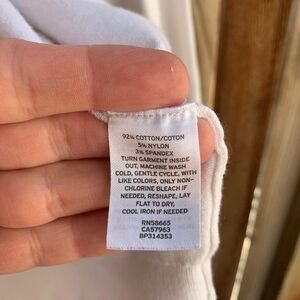 92% COTTON/COTON
5% NYLON
3% SPANDEX
TURN GARMENT INSIDE
OUT, MACHINE WASH
COLD, GENTLE CYCLE, WITH
LIKE COLORS, ONLY NON-
CHLORINE BLEACH IF
NEEDED, RESHAPE, LAY
FLAT TO DRY,
COOL IRON IF NEEDED
RN58665
CA57963
BP314353